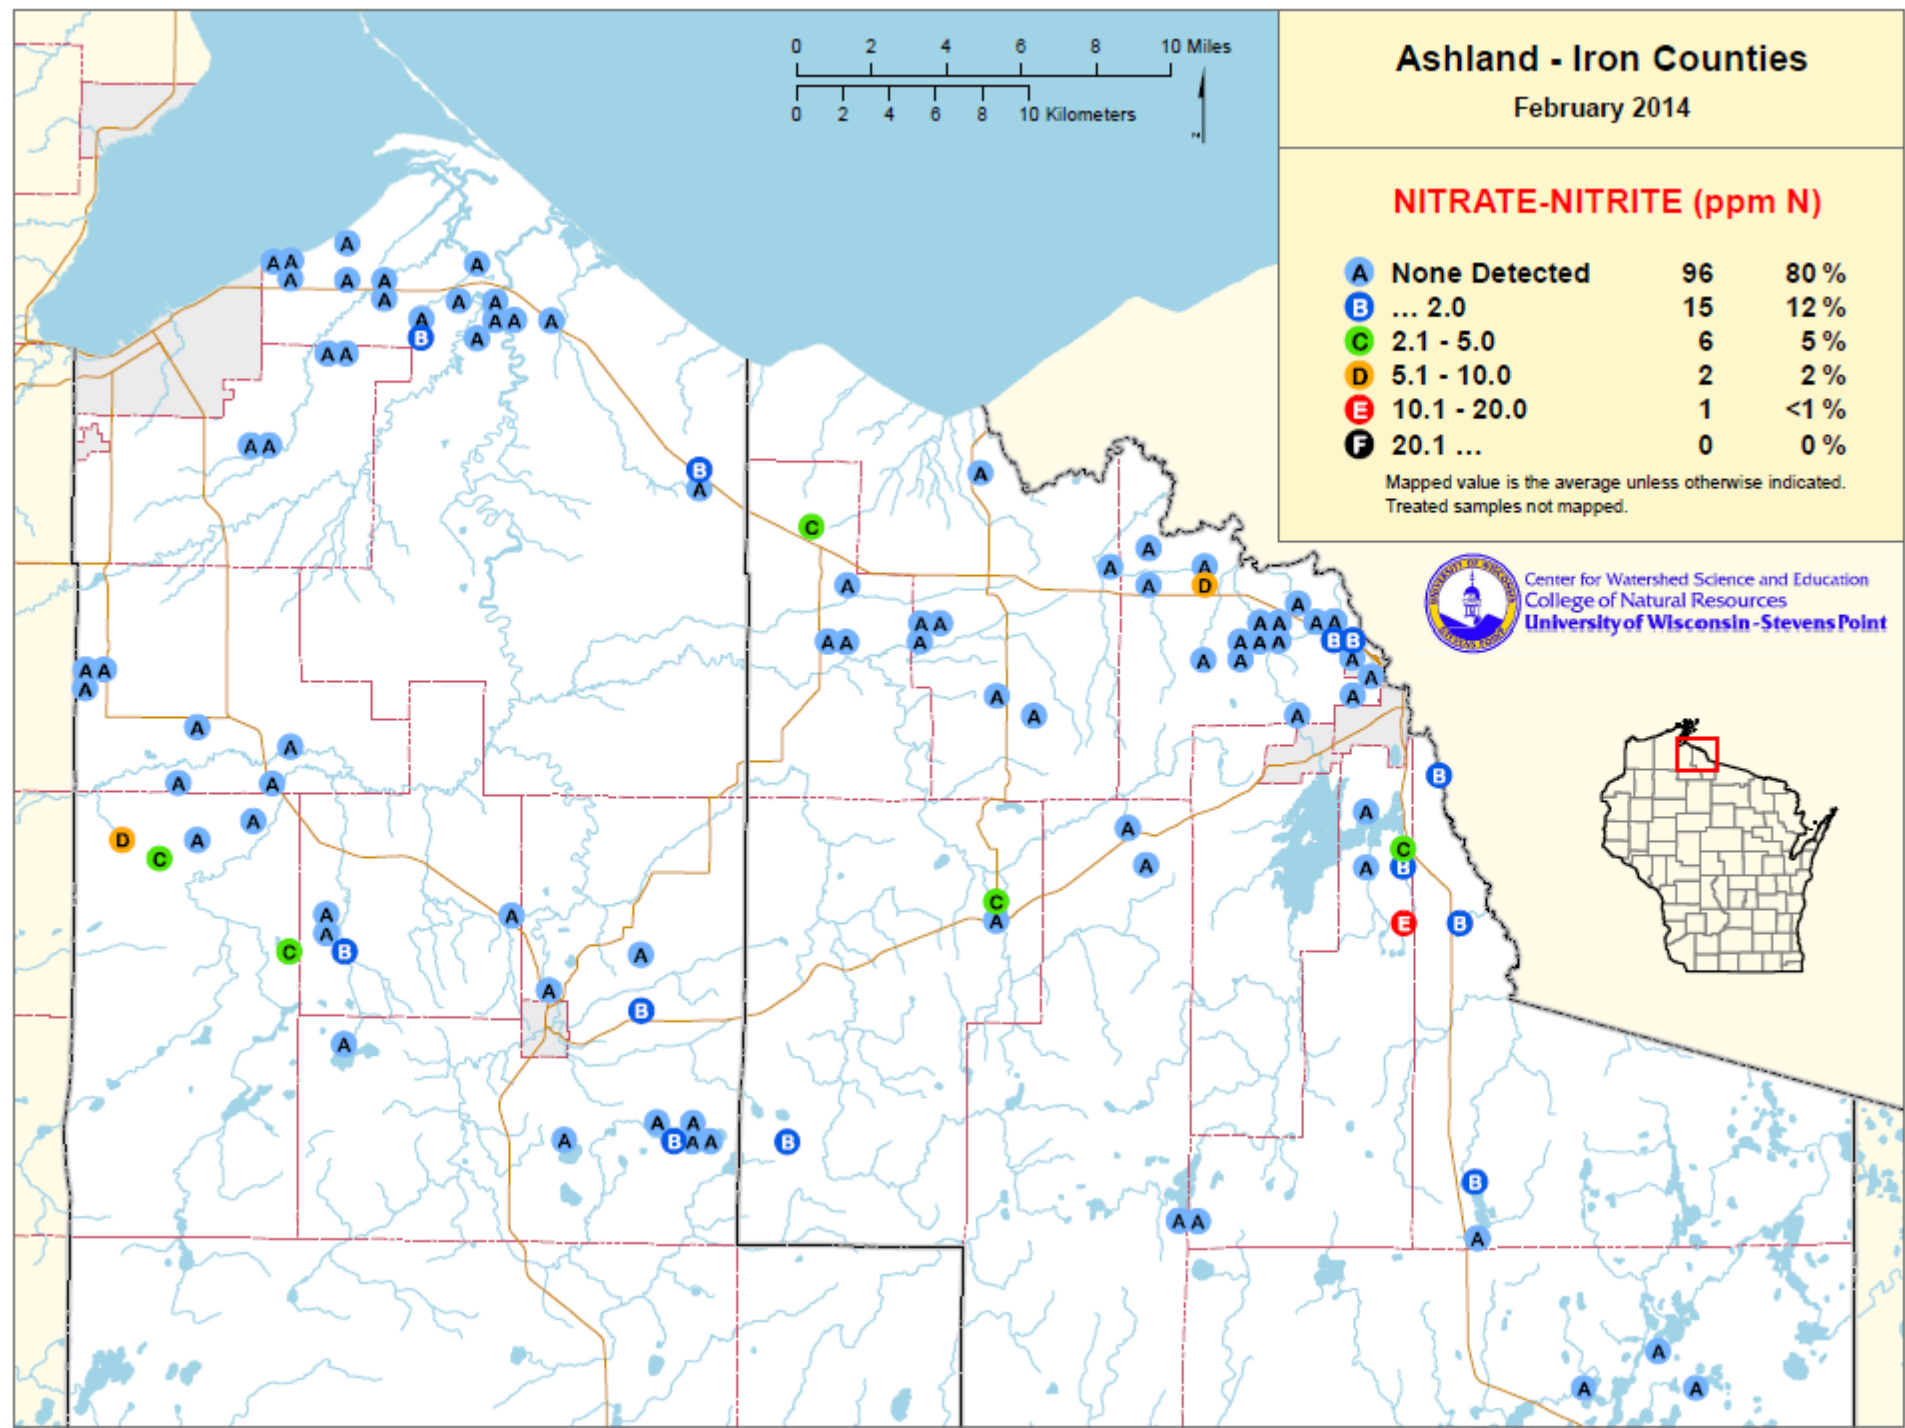 0 2 4 6 8 10 Miles
0 2 4 6 8 10 Kilometers
N
Ashland - Iron Counties
February 2014
NITRATE-NITRITE (ppm N)
A None Detected 96 80 %
B ... 2.0 15 12 %
C 2.1 - 5.0 6 5 %
D 5.1 - 10.0 2 2 %
E 10.1 - 20.0 1 <1 %
F 20.1 ... 0 0 %
Mapped value is the average unless otherwise indicated.
Treated samples not mapped.
Center for Watershed Science and Education
College of Natural Resources
University of Wisconsin - Stevens Point
A
A A A
A A A
A A A
A A A A
B A
A A
A A
B
A
A
C
A
A A
A D
A
A A A
A A A A
A A A A A A B B
A A A
A A A
A A
A A A
A
A B
A A
A A
A A
D A C
C A B
A A
C
A
A E B
A
C B A
A
B
A
A A
A B A A B
B
A A
A
A
A A